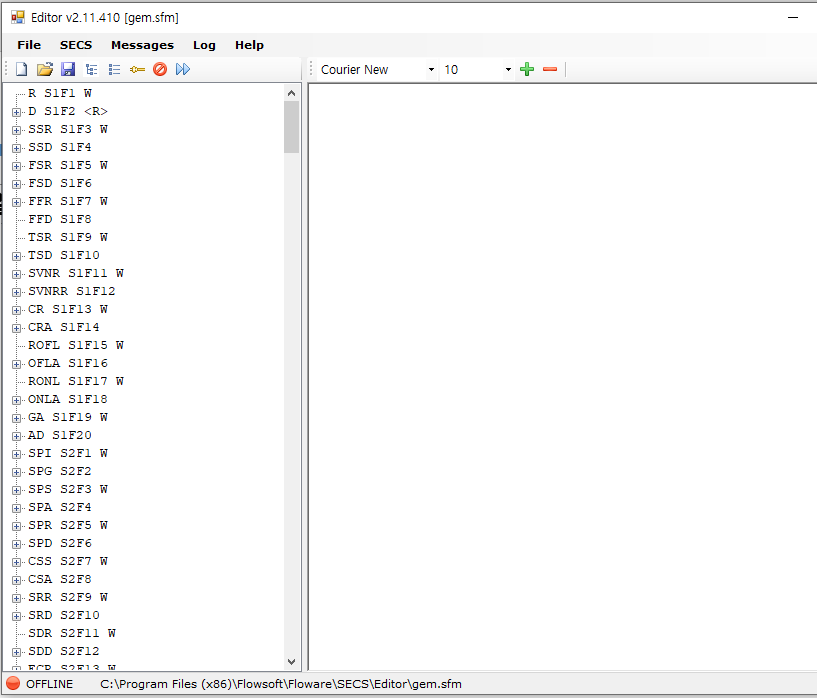 Editor v2.11.410 [gem.sfm]
File SECS Messages Log Help
Courier New 10
R S1F1 W
D S1F2 <R>
SSR S1F3 W
SSD S1F4
FSR S1F5 W
FSD S1F6
FFR S1F7 W
FFD S1F8
TSR S1F9 W
TSD S1F10
SVNR S1F11 W
SVNRR S1F12
CR S1F13 W
CRA S1F14
ROFL S1F15 W
OFLA S1F16
RONL S1F17 W
ONLA S1F18
GA S1F19 W
AD S1F20
SPI S2F1 W
SPG S2F2
SPS S2F3 W
SPA S2F4
SPR S2F5 W
SPD S2F6
CSS S2F7 W
CSA S2F8
SRR S2F9 W
SRD S2F10
SDR S2F11 W
SDD S2F12
ECR S2F13 W
OFFLINE C:\Program Files (x86)\Flowsoft\Floware\SECS\Editor\gem.sfm